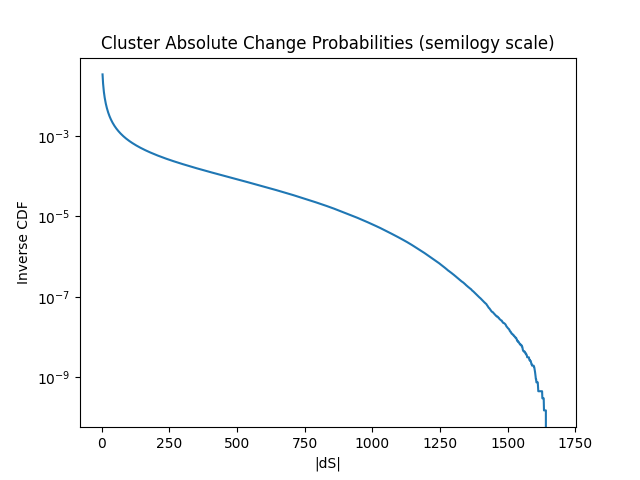 Cluster Absolute Change Probabilities (semilogy scale)
Inverse CDF
10⁻³
10⁻⁵
10⁻⁷
10⁻⁹
0 250 500 750 1000 1250 1500 1750
|dS|